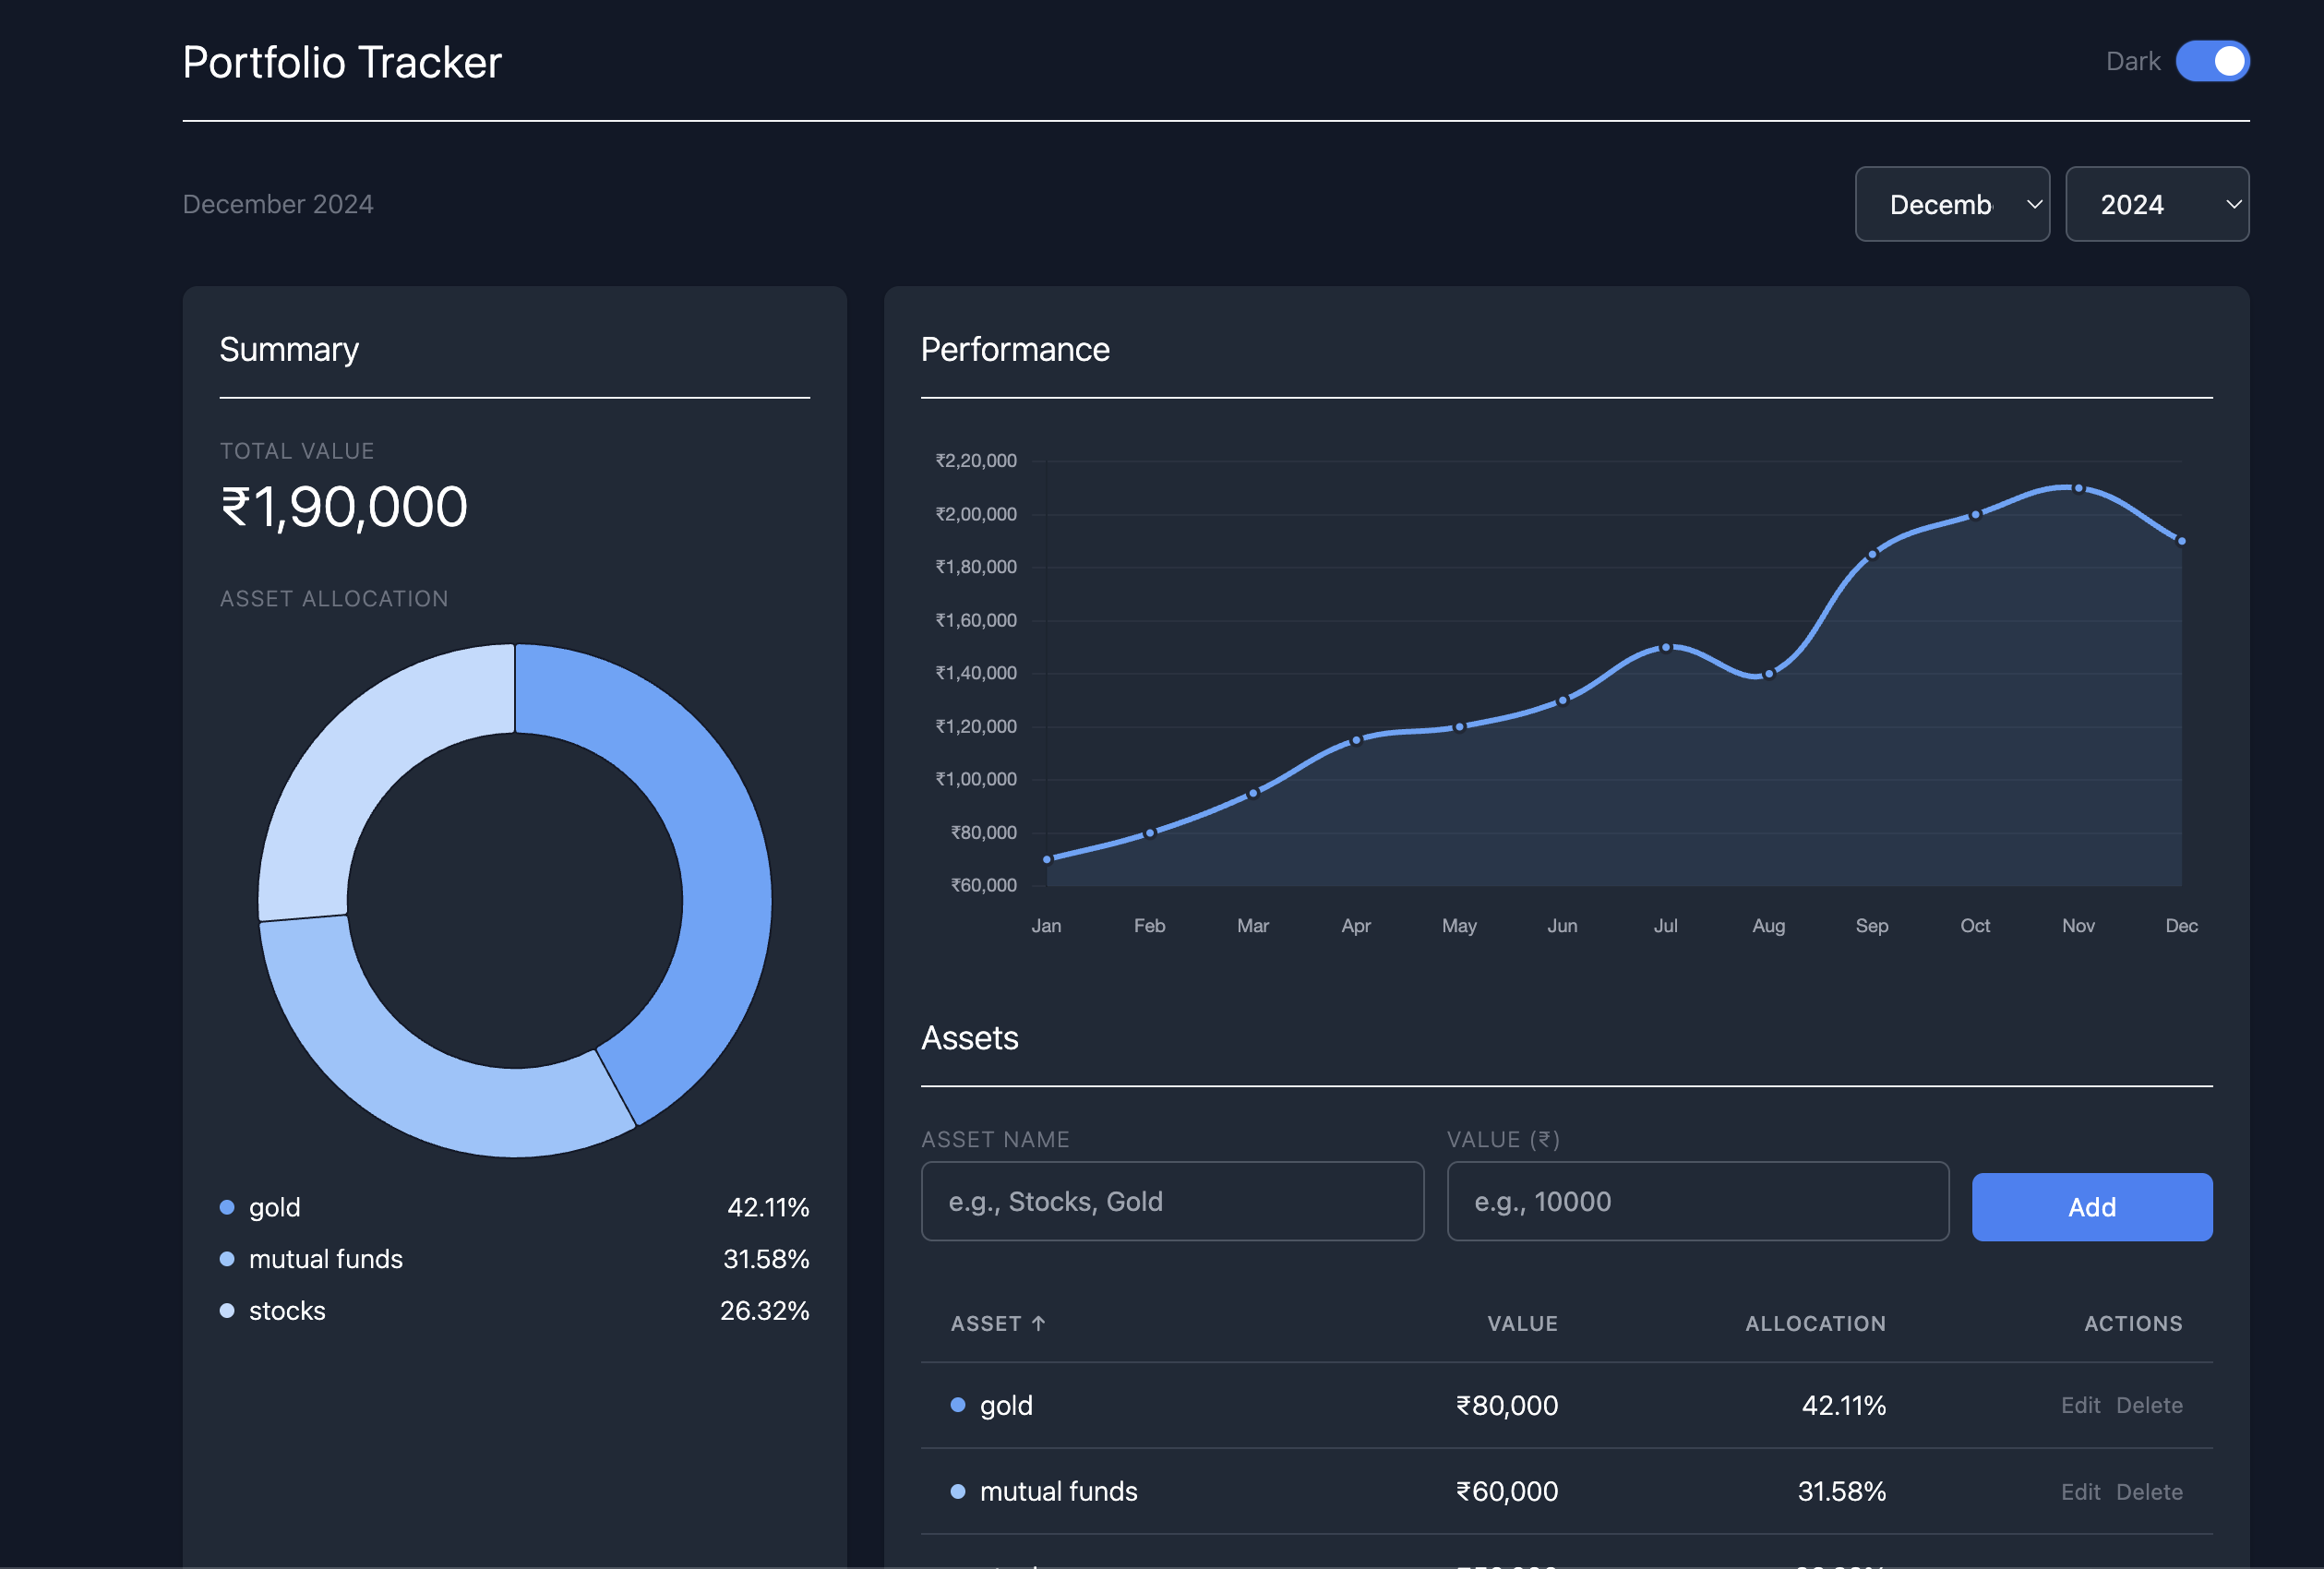 Portfolio Tracker
Dark
December 2024
Decemb
2024
Summary
TOTAL VALUE
₹1,90,000
ASSET ALLOCATION
gold 42.11%
mutual funds 31.58%
stocks 26.32%
Performance
₹2,20,000
₹2,00,000
₹1,80,000
₹1,60,000
₹1,40,000
₹1,20,000
₹1,00,000
₹80,000
₹60,000
Jan Feb Mar Apr May Jun Jul Aug Sep Oct Nov Dec
Assets
ASSET NAME VALUE (₹)
e.g., Stocks, Gold e.g., 10000 Add
ASSET ↑ VALUE ALLOCATION ACTIONS
gold ₹80,000 42.11% Edit Delete
mutual funds ₹60,000 31.58% Edit Delete